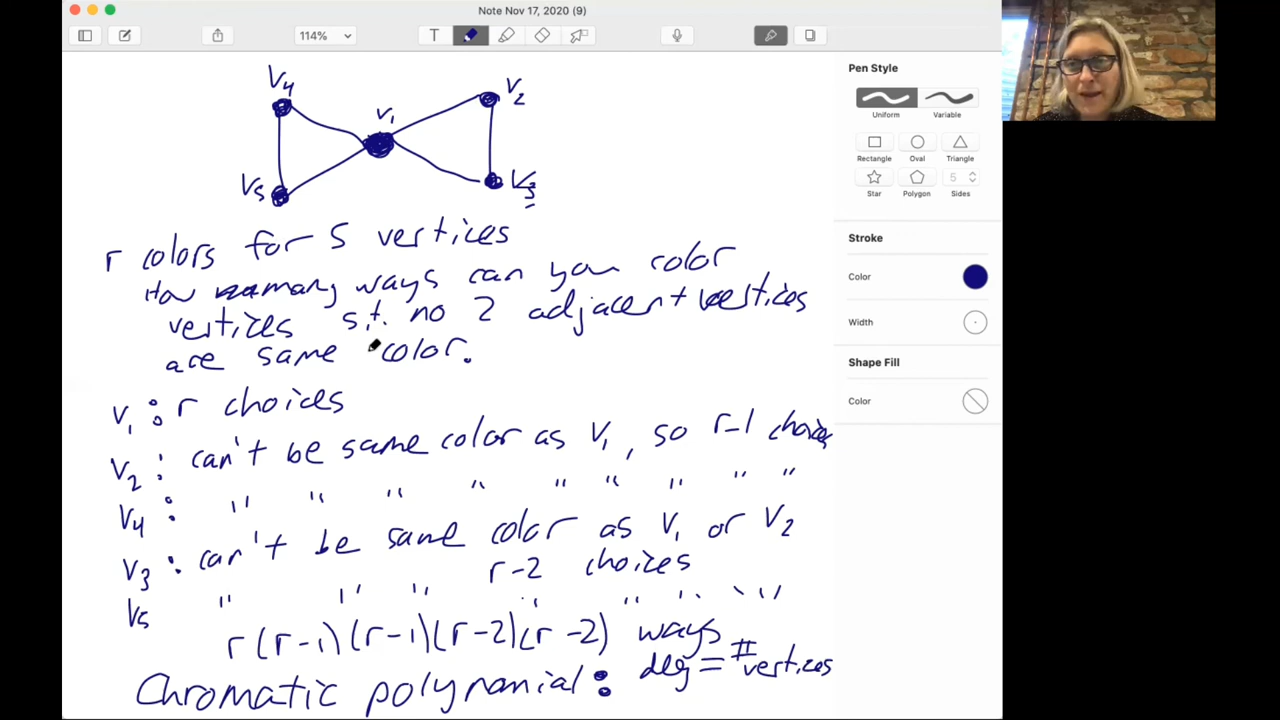 Note Nov 17, 2020 (9)
114%
T
Pen Style
Uniform
Variable
Rectangle
Oval
Triangle
5
Star
Polygon
Sides
Stroke
Color
Width
Shape Fill
Color
V4
V2
V1
V5
V3
r colors for 5 vertices
How many ways can you color
vertices s.t. no 2 adjacent vertices
are same color.
V1 : r choices
V2 : can't be same color as V1, so r-1 choices
V4 : " " " " " " " " "
V3 : can't be same color as V1 or V2
r-2 choices
V5 " " " " " " " "
r(r-1)(r-1)(r-2)(r-2) ways
deg = # vertices
Chromatic polynomial :